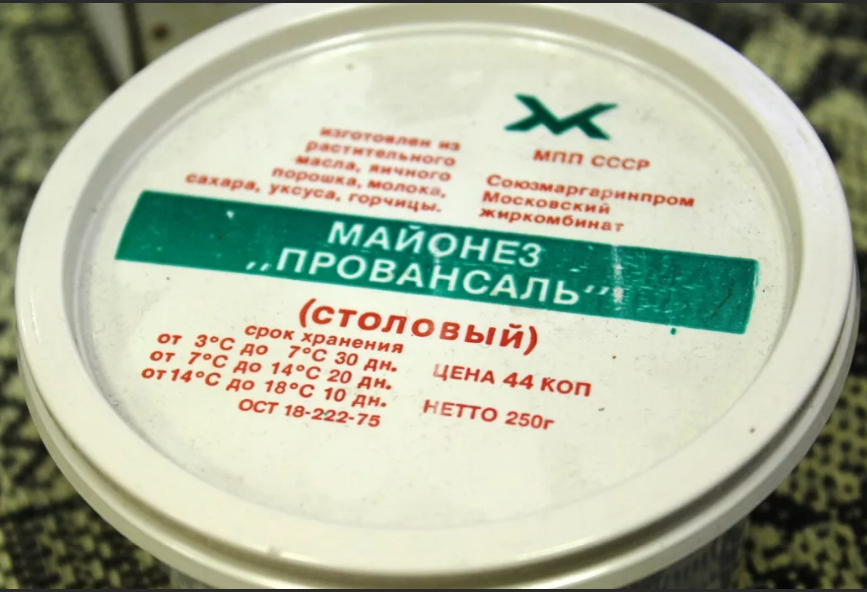 изготовлен из
растительного
масла, яичного
порошка, молока,
сахара, уксуса, горчицы.
МПП СССР
Союзмаргаринпром
Московский
жиркомбинат
МАЙОНЕЗ
,,ПРОВАНСАЛЬ’’
(СТОЛОВЫЙ)
срок хранения
от 3°С до 7°С 30 дн.
от 7°С до 14°С 20 дн.
от 14°С до 18°С 10 дн.
ОСТ 18-222-75
ЦЕНА 44 КОП
НЕТТО 250г